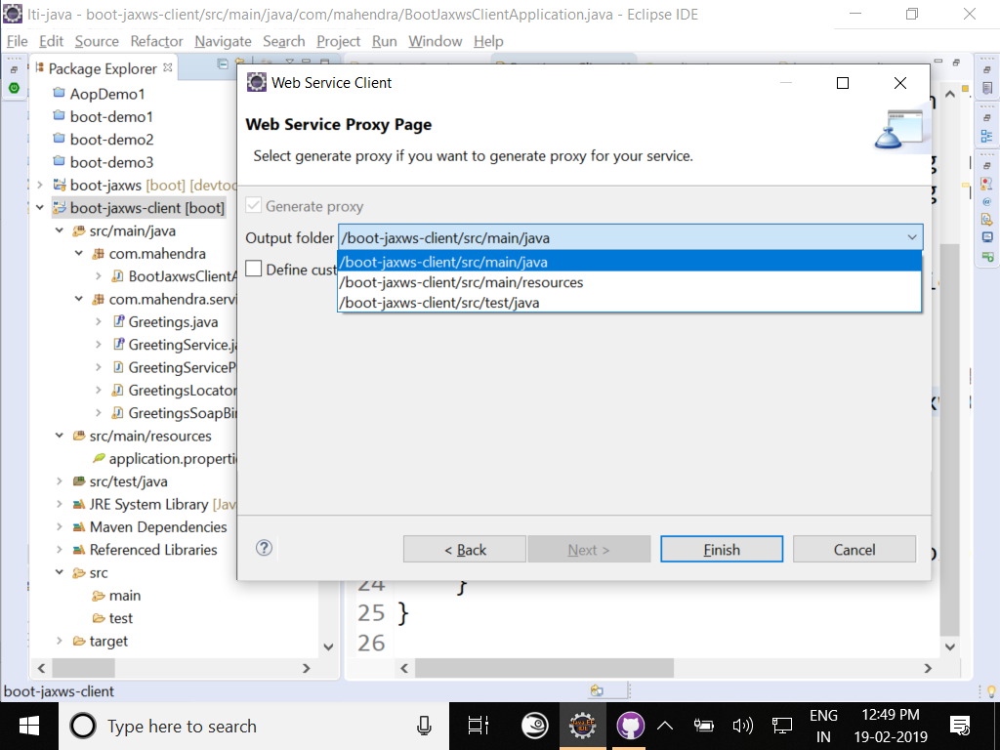 lti-java - boot-jaxws-client/src/main/java/com/mahendra/BootJaxwsClientApplication.java - Eclipse IDE
File Edit Source Refactor Navigate Search Project Run Window Help
Package Explorer
AopDemo1
boot-demo1
boot-demo2
boot-demo3
boot-jaxws [boot] [devtoo
boot-jaxws-client [boot]
src/main/java
com.mahendra
BootJaxwsClientA
com.mahendra.servi
Greetings.java
GreetingService.ja
GreetingServiceP
GreetingsLocator
GreetingsSoapBin
src/main/resources
application.propertie
src/test/java
JRE System Library [Jav
Maven Dependencies
Referenced Libraries
src
main
test
target
Web Service Client
Web Service Proxy Page
Select generate proxy if you want to generate proxy for your service.
Generate proxy
Output folder /boot-jaxws-client/src/main/java
/boot-jaxws-client/src/main/java
/boot-jaxws-client/src/main/resources
/boot-jaxws-client/src/test/java
Define cust
< Back Next > Finish Cancel
24 }
25 }
26
boot-jaxws-client
Type here to search
ENG
IN
12:49 PM
19-02-2019